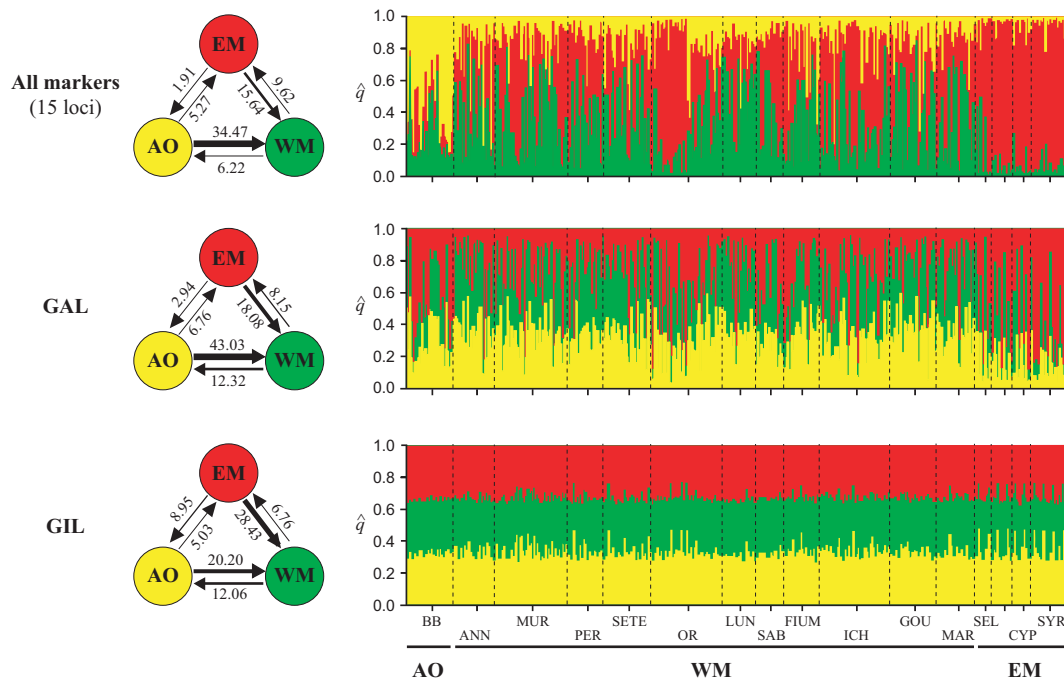 All markers
(15 loci)
EM
AO
WM
1.91
5.27
15.64
9.62
34.47
6.22
q̂
1.0
0.8
0.6
0.4
0.2
0.0
GAL
EM
AO
WM
2.94
6.76
18.08
8.15
43.03
12.32
q̂
1.0
0.8
0.6
0.4
0.2
0.0
GIL
EM
AO
WM
8.95
5.03
28.43
6.76
20.20
12.06
q̂
1.0
0.8
0.6
0.4
0.2
0.0
BB MUR SETE LUN FIUM GOU SEL SYR
ANN PER OR SAB ICH MAR CYP
AO WM EM